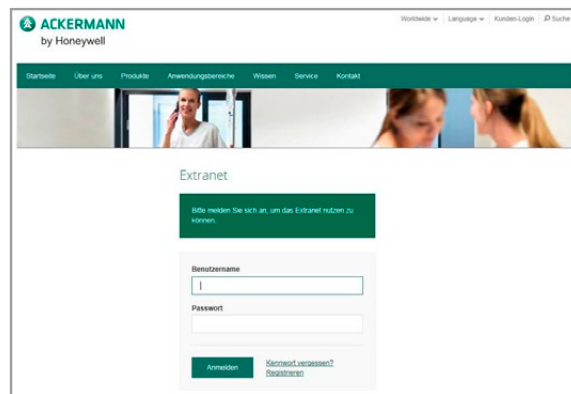 ACKERMANN
by Honeywell
Worldwide Language Kunden-Login Suche
Startseite Über uns Produkte Anwendungsbereiche Wissen Service Kontakt
Extranet
Bitte melden Sie sich an, um das Extranet nutzen zu
können.
Benutzername
Passwort
Anmelden Kennwort vergessen?
Registrieren